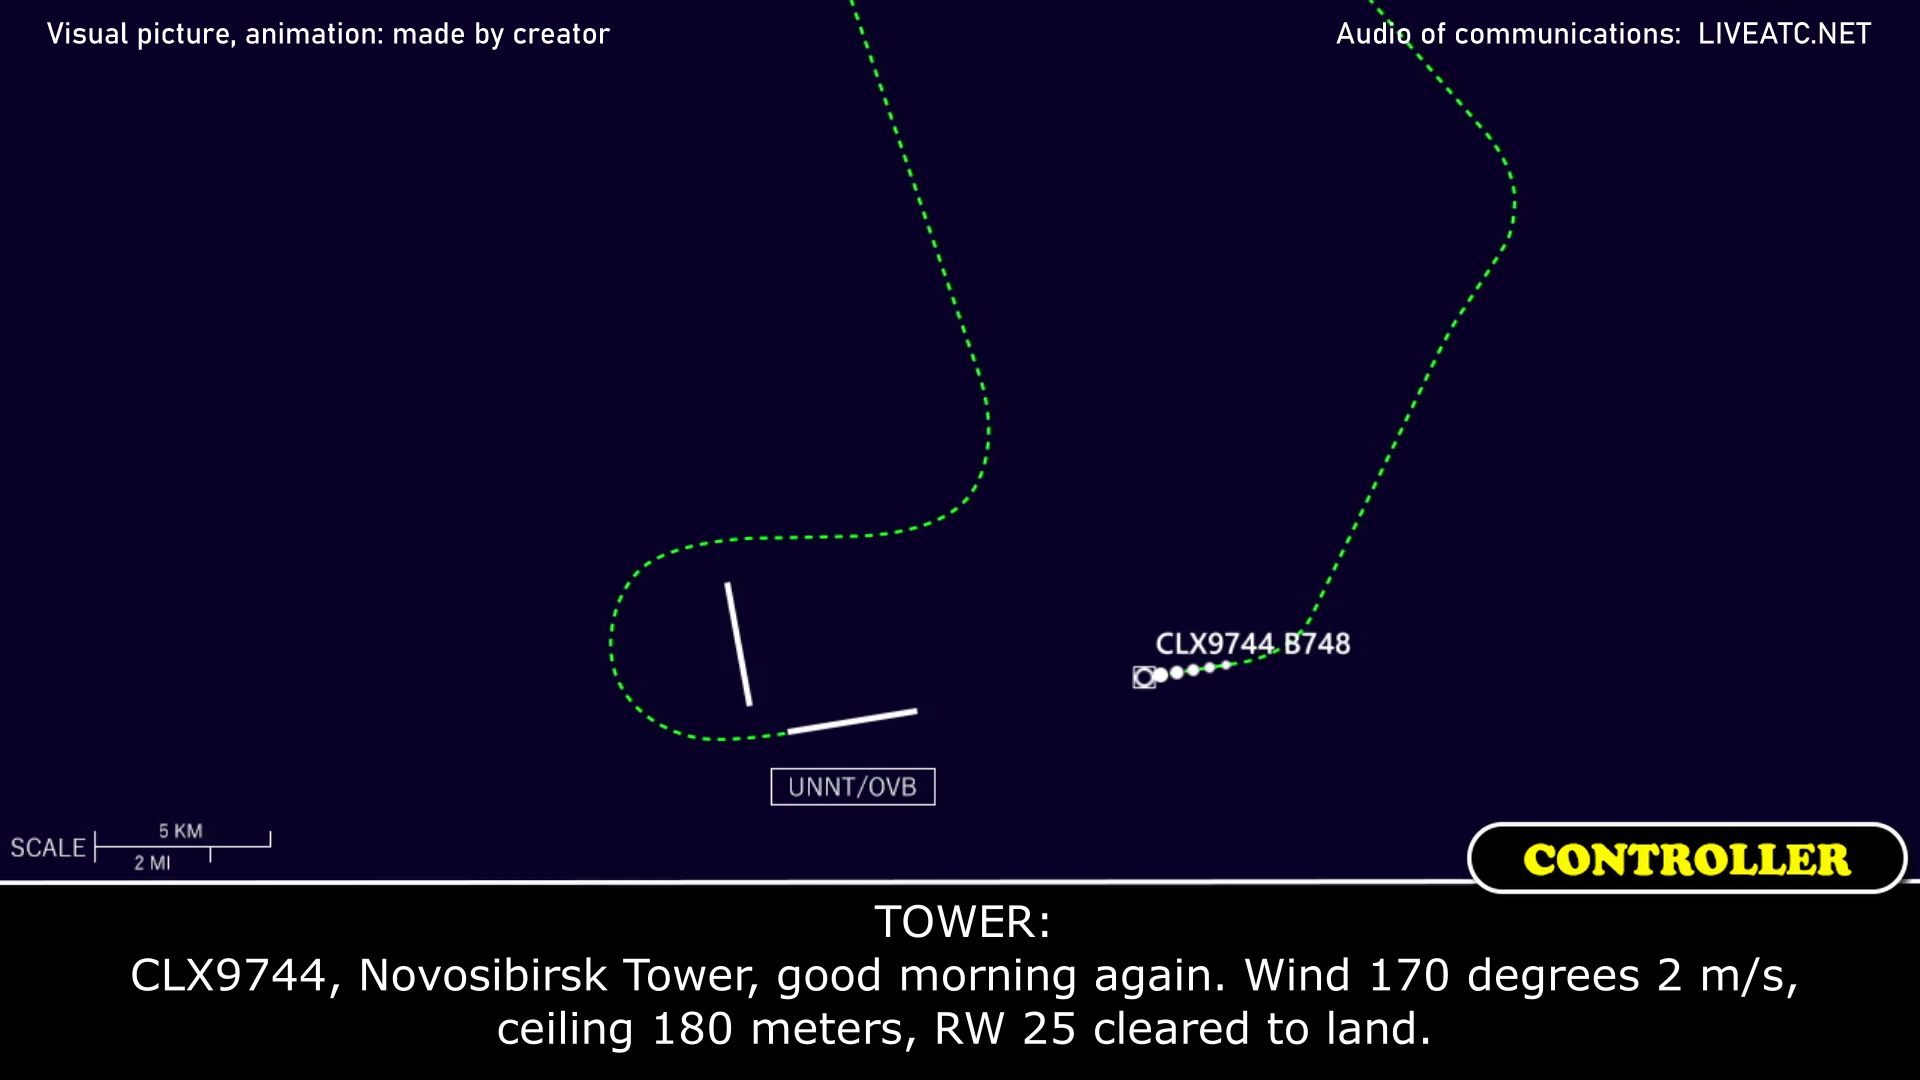 Visual picture, animation: made by creator
Audio of communications: LIVEATC.NET
CLX9744 B748
UNNT/OVB
SCALE
5 KM
2 MI
CONTROLLER
TOWER:
CLX9744, Novosibirsk Tower, good morning again. Wind 170 degrees 2 m/s,
ceiling 180 meters, RW 25 cleared to land.